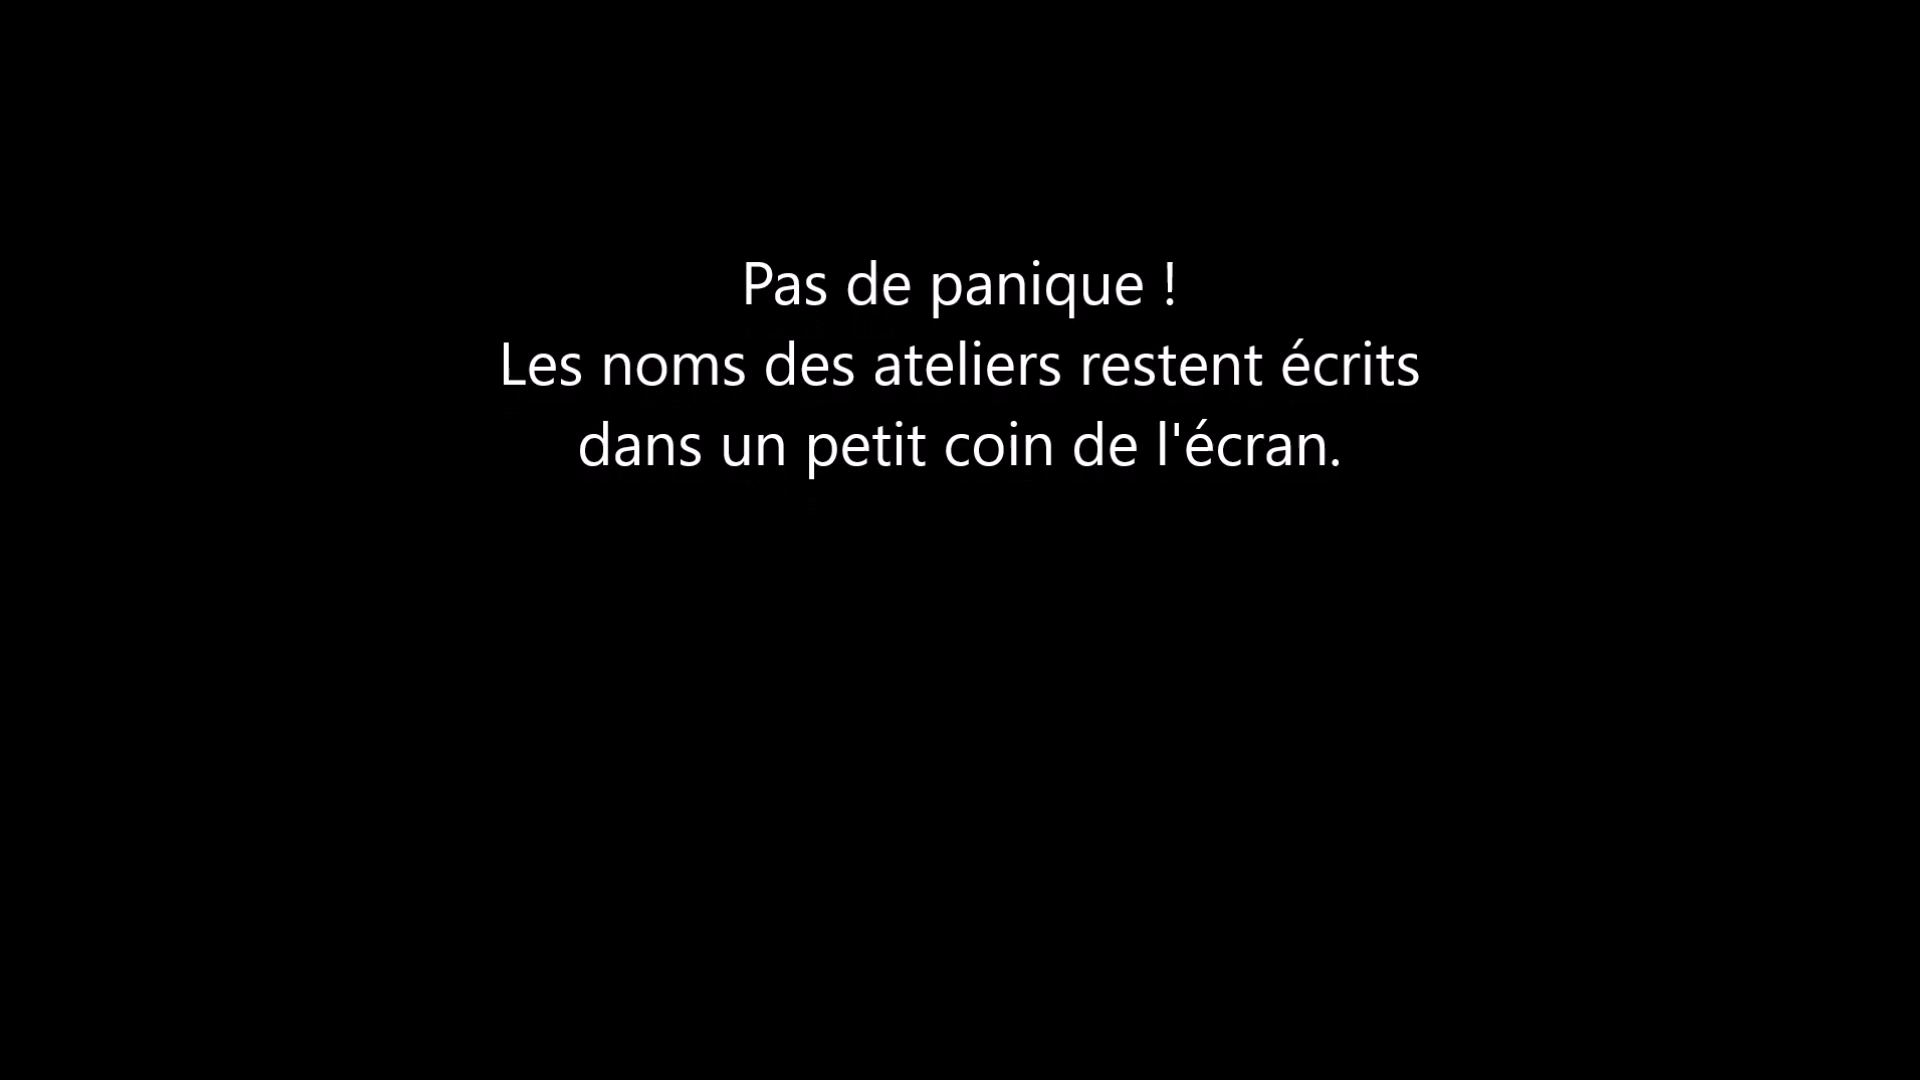 Pas de panique !
Les noms des ateliers restent écrits
dans un petit coin de l'écran.